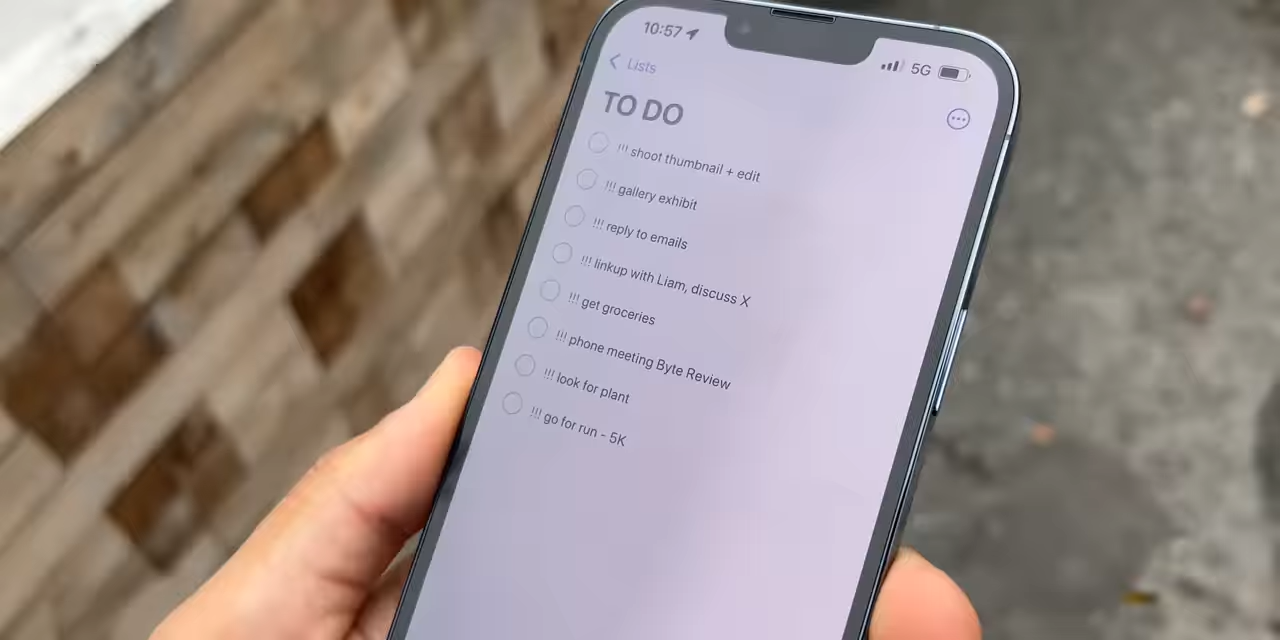 10:57
5G
Lists
TO DO
!!! shoot thumbnail + edit
!!! gallery exhibit
!!! reply to emails
!!! linkup with Liam, discuss X
!!! get groceries
!!! phone meeting Byte Review
!!! look for plant
!!! go for run - 5K